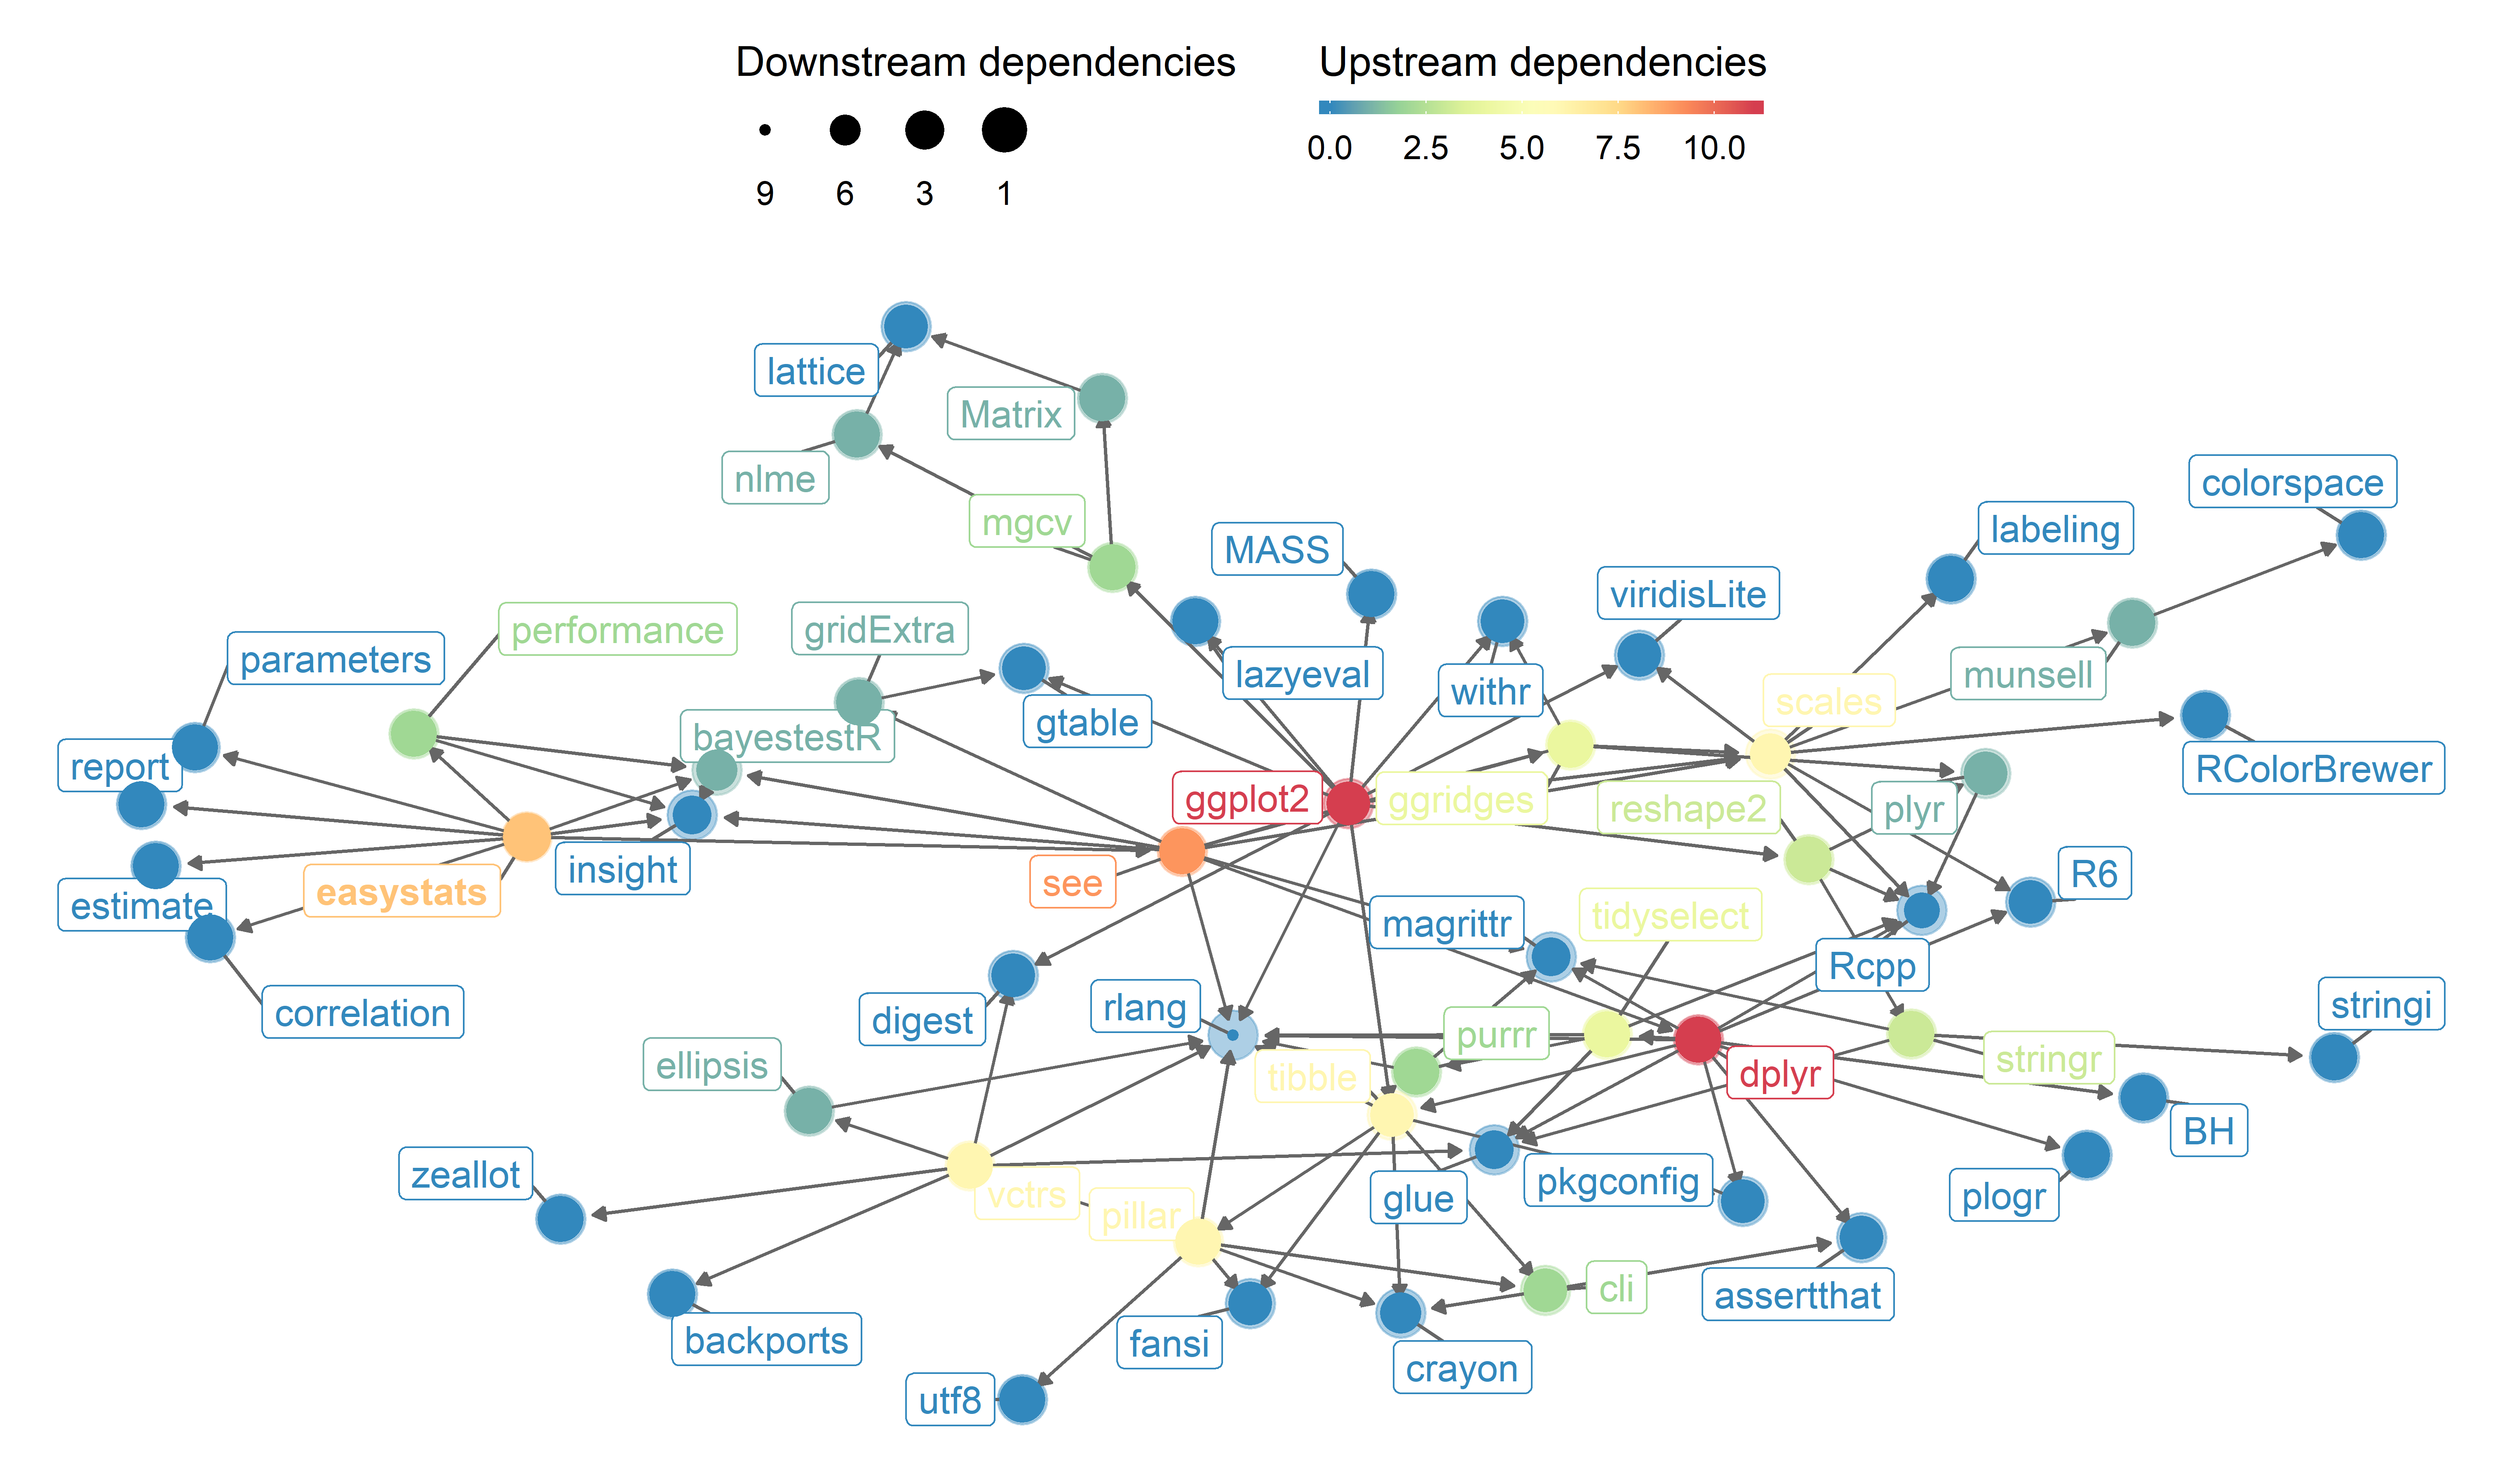 Downstream dependencies
9 6 3 1
Upstream dependencies
0.0 2.5 5.0 7.5 10.0
lattice
Matrix
nlme
colorspace
mgcv
labeling
MASS
viridisLite
performance
gridExtra
parameters
lazyeval
munsell
withr
scales
gtable
bayestestR
report
RColorBrewer
ggplot2
ggridges
reshape2
plyr
insight
see
R6
easystats
estimate
tidyselect
magrittr
Rcpp
stringi
rlang
correlation
digest
purrr
stringr
ellipsis
tibble
dplyr
BH
zeallot
pkgconfig
vctrs
glue
plogr
pillar
cli
assertthat
backports
fansi
crayon
utf8